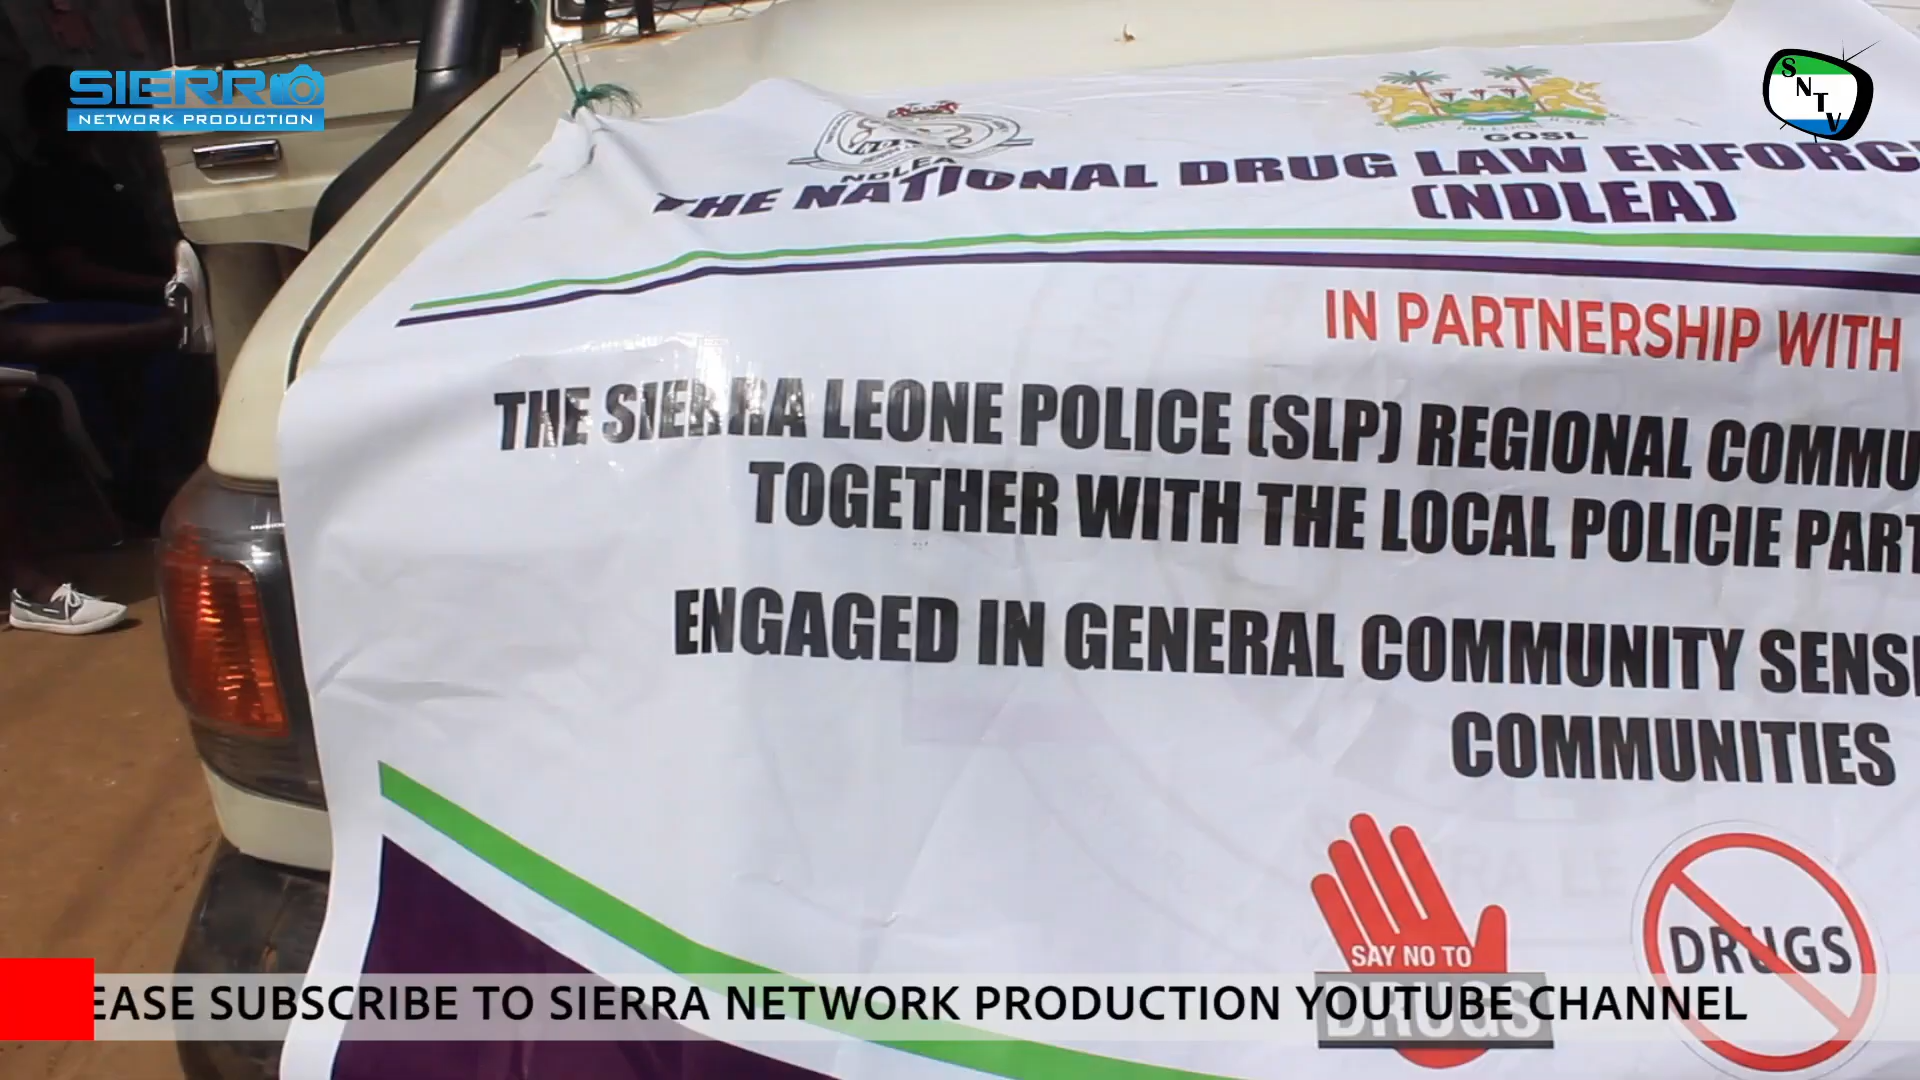 SIERR
NETWORK PRODUCTION
SNTV
NDLEA
GOSL
THE NATIONAL DRUG LAW ENFORC
(NDLEA)
IN PARTNERSHIP WITH
THE SIERRA LEONE POLICE (SLP) REGIONAL COMMU
TOGETHER WITH THE LOCAL POLICIE PART
ENGAGED IN GENERAL COMMUNITY SENSI
COMMUNITIES
SAY NO TO
DRUGS
DRUGS
EASE SUBSCRIBE TO SIERRA NETWORK PRODUCTION YOUTUBE CHANNEL